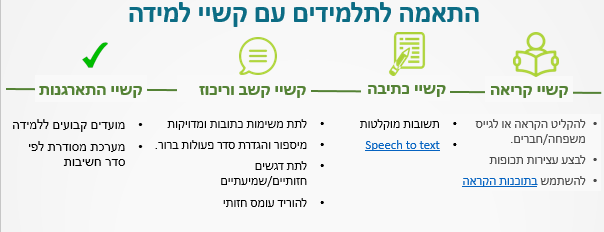 התאמה לתלמידים עם קשיי למידה
קשיי קריאה
להקליט הקראה או לגייס
משפחה/חברים.
לבצע עצירות תכופות
להשתמש בתוכנות הקראה
קשיי כתיבה
תשובות מוקלטות
Speech to text
קשיי קשב וריכוז
לתת משימות כתובות ומדויקות
מיספור והגדרת סדר פעולות ברור.
לתת דגשים
חזותיים/שמיעתיים
להוריד עומס חזותי
קשיי התארגנות
מועדים קבועים ללמידה
מערכת מסודרת לפי
סדר חשיבות